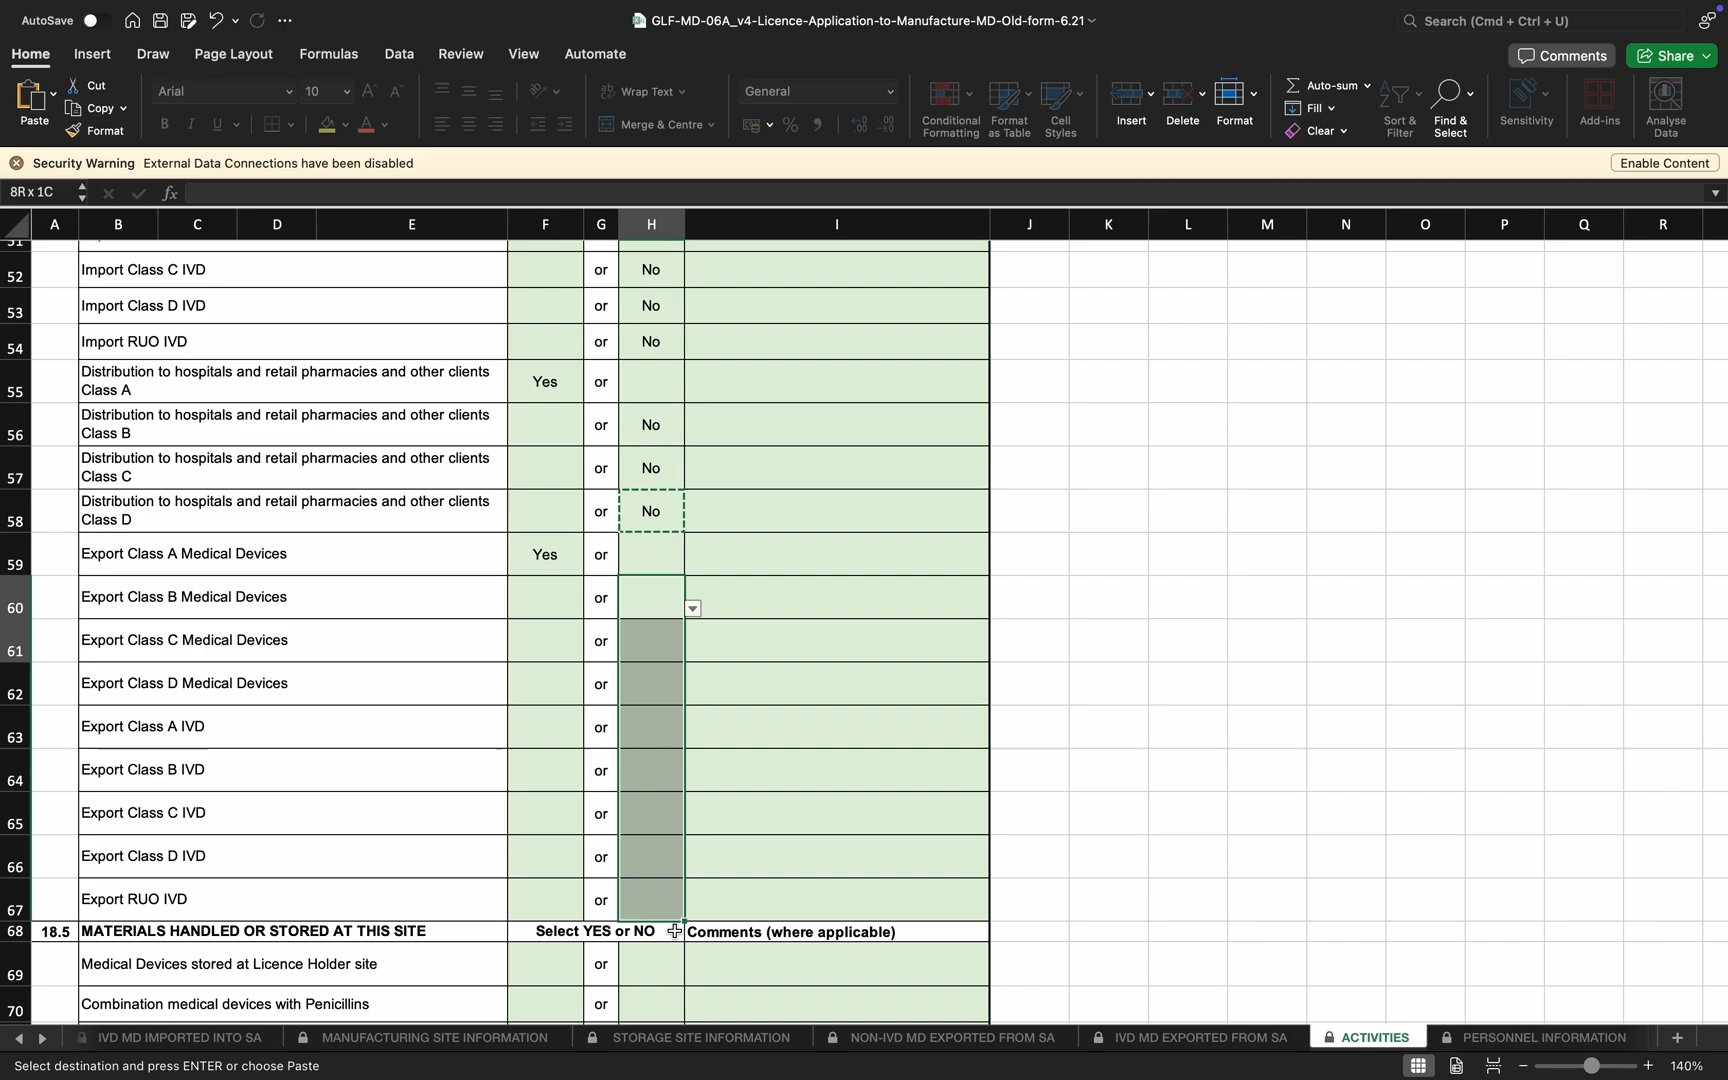 AutoSave
GLF-MD-06A_v4-Licence-Application-to-Manufacture-MD-Old-form-6.21
Search (Cmd + Ctrl + U)
Home Insert Draw Page Layout Formulas Data Review View Automate
Comments Share
Paste Cut Copy Format
Arial 10
B I U
Wrap Text
Merge & Centre
General
Conditional Formatting
Format as Table
Cell Styles
Insert Delete Format
Auto-sum
Fill
Clear
Sort & Filter
Find & Select
Sensitivity
Add-ins
Analyse Data
Security Warning External Data Connections have been disabled Enable Content
8R x 1C fx
A B C D E F G H I J K L M N O P Q R
51
52 Import Class C IVD or No
53 Import Class D IVD or No
54 Import RUO IVD or No
Distribution to hospitals and retail pharmacies and other clients
55 Class A Yes or
Distribution to hospitals and retail pharmacies and other clients
56 Class B or No
Distribution to hospitals and retail pharmacies and other clients
57 Class C or No
Distribution to hospitals and retail pharmacies and other clients
58 Class D or No
59 Export Class A Medical Devices Yes or
60 Export Class B Medical Devices or
61 Export Class C Medical Devices or
62 Export Class D Medical Devices or
63 Export Class A IVD or
64 Export Class B IVD or
65 Export Class C IVD or
66 Export Class D IVD or
67 Export RUO IVD or
68 18.5 MATERIALS HANDLED OR STORED AT THIS SITE Select YES or NO Comments (where applicable)
69 Medical Devices stored at Licence Holder site or
70 Combination medical devices with Penicillins or
IVD MD IMPORTED INTO SA MANUFACTURING SITE INFORMATION STORAGE SITE INFORMATION NON-IVD MD EXPORTED FROM SA IVD MD EXPORTED FROM SA ACTIVITIES PERSONNEL INFORMATION +
Select destination and press ENTER or choose Paste 140%